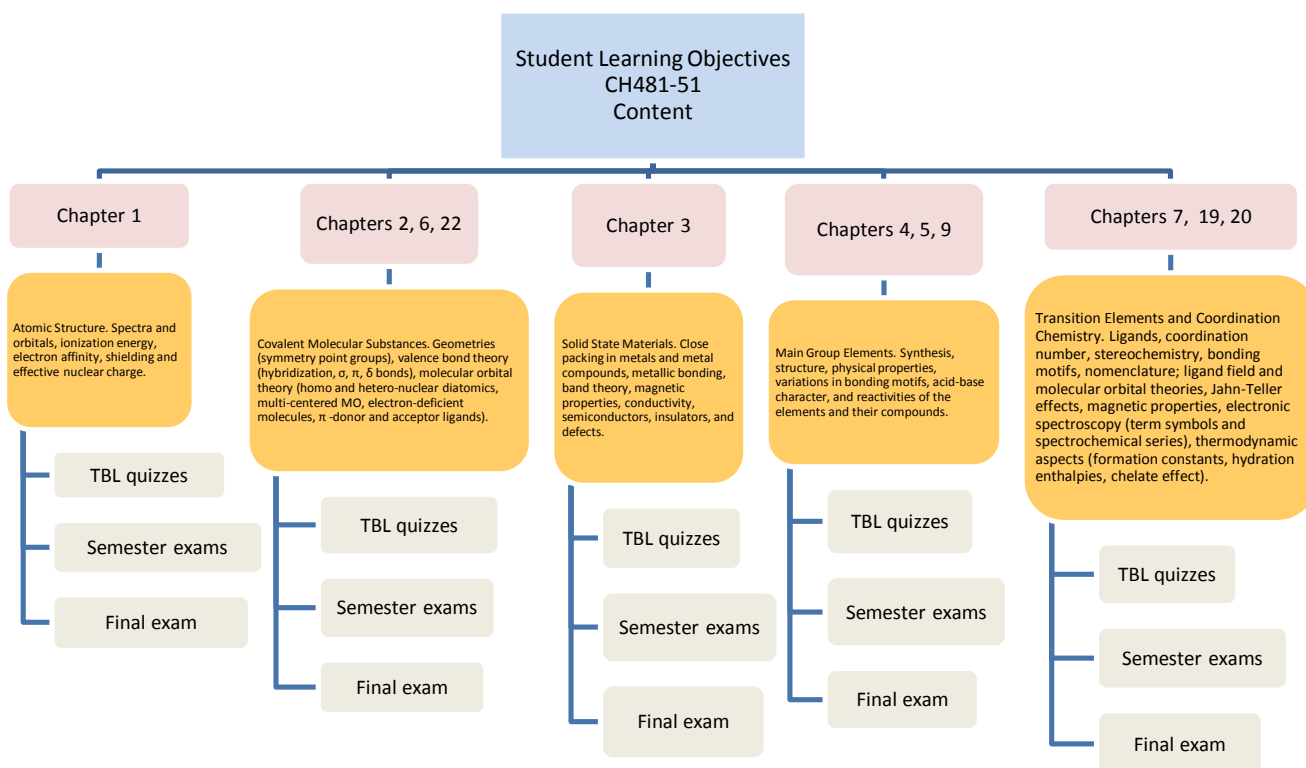 Student Learning Objectives
CH481-51
Content
Chapter 1
Chapters 2, 6, 22
Chapter 3
Chapters 4, 5, 9
Chapters 7, 19, 20
Atomic Structure. Spectra and
orbitals, ionization energy,
electron affinity, shielding and
effective nuclear charge.
TBL quizzes
Semester exams
Final exam
Covalent Molecular Substances. Geometries
(symmetry point groups), valence bond theory
(hybridization, σ, π, δ bonds), molecular orbital
theory (homo and hetero-nuclear diatomics,
multi-centered MO, electron-deficient
molecules, π -donor and acceptor ligands).
TBL quizzes
Semester exams
Final exam
Solid State Materials. Close
packing in metals and metal
compounds, metallic bonding,
band theory, magnetic
properties, conductivity,
semiconductors, insulators, and
defects.
TBL quizzes
Semester exams
Final exam
Main Group Elements. Synthesis,
structure, physical properties,
variations in bonding motifs, acid-base
character, and reactivities of the
elements and their compounds.
TBL quizzes
Semester exams
Final exam
Transition Elements and Coordination
Chemistry. Ligands, coordination
number, stereochemistry, bonding
motifs, nomenclature; ligand field and
molecular orbital theories, Jahn-Teller
effects, magnetic properties, electronic
spectroscopy (term symbols and
spectrochemical series), thermodynamic
aspects (formation constants, hydration
enthalpies, chelate effect).
TBL quizzes
Semester exams
Final exam